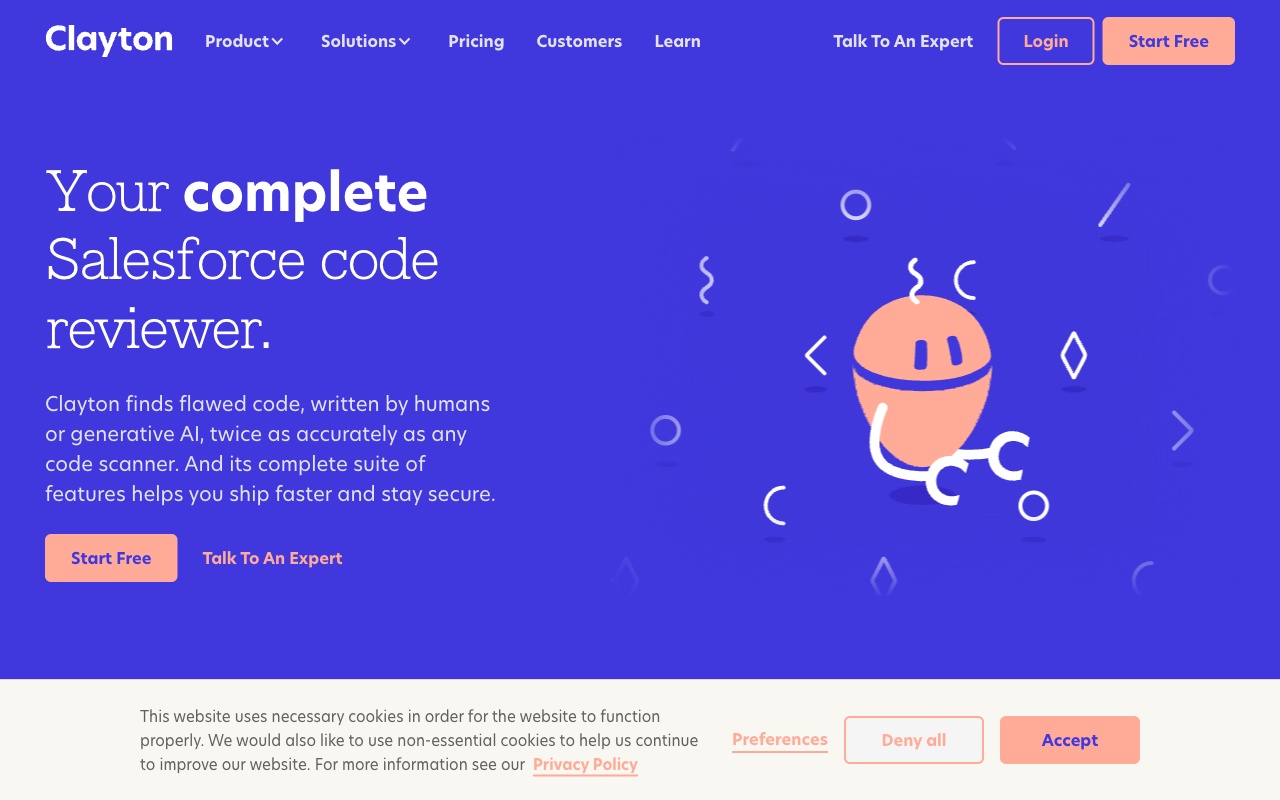 Clayton
Product
Solutions
Pricing
Customers
Learn
Talk To An Expert
Login
Start Free
Your complete
Salesforce code
reviewer.
Clayton finds flawed code, written by humans
or generative AI, twice as accurately as any
code scanner. And its complete suite of
features helps you ship faster and stay secure.
Start Free
Talk To An Expert
This website uses necessary cookies in order for the website to function
properly. We would also like to use non-essential cookies to help us continue
to improve our website. For more information see our Privacy Policy
Preferences
Deny all
Accept